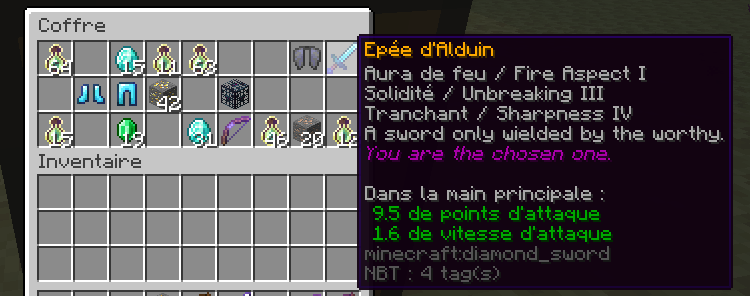 Coffre
Epée d'Alduin
Aura de feu / Fire Aspect I
Solidité / Unbreaking III
Tranchant / Sharpness IV
A sword only wielded by the worthy.
You are the chosen one.
Dans la main principale :
9.5 de points d'attaque
1.6 de vitesse d'attaque
minecraft:diamond_sword
NBT : 4 tag(s)
42
Inventaire